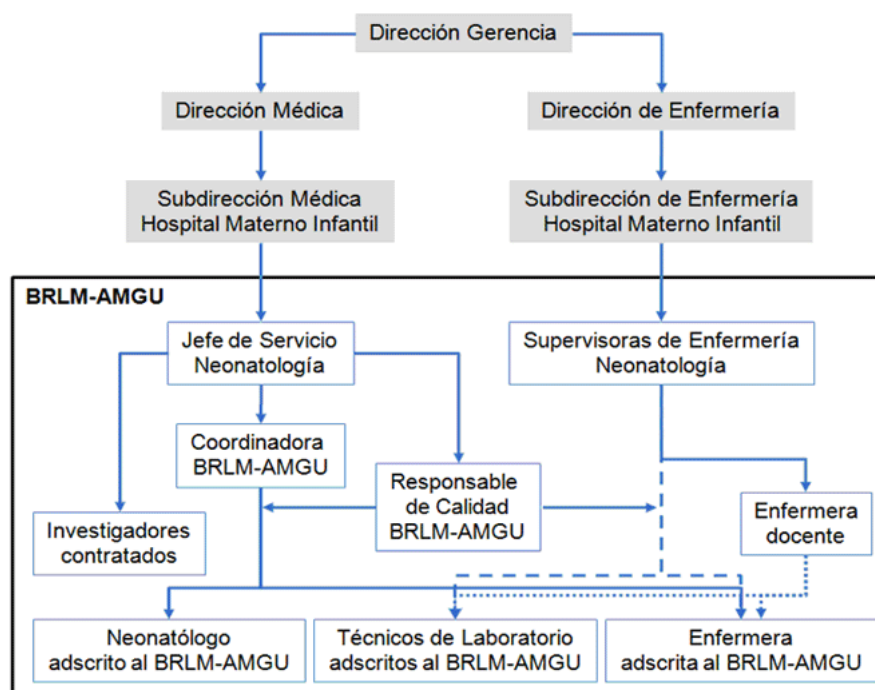 Dirección Gerencia
Dirección Médica
Dirección de Enfermería
Subdirección Médica
Hospital Materno Infantil
Subdirección de Enfermería
Hospital Materno Infantil
BRLM-AMGU
Jefe de Servicio
Neonatología
Supervisoras de Enfermería
Neonatología
Coordinadora
BRLM-AMGU
Responsable
de Calidad
BRLM-AMGU
Investigadores
contratados
Enfermera
docente
Neonatólogo
adscrito al BRLM-AMGU
Técnicos de Laboratorio
adscritos al BRLM-AMGU
Enfermera
adscrita al BRLM-AMGU